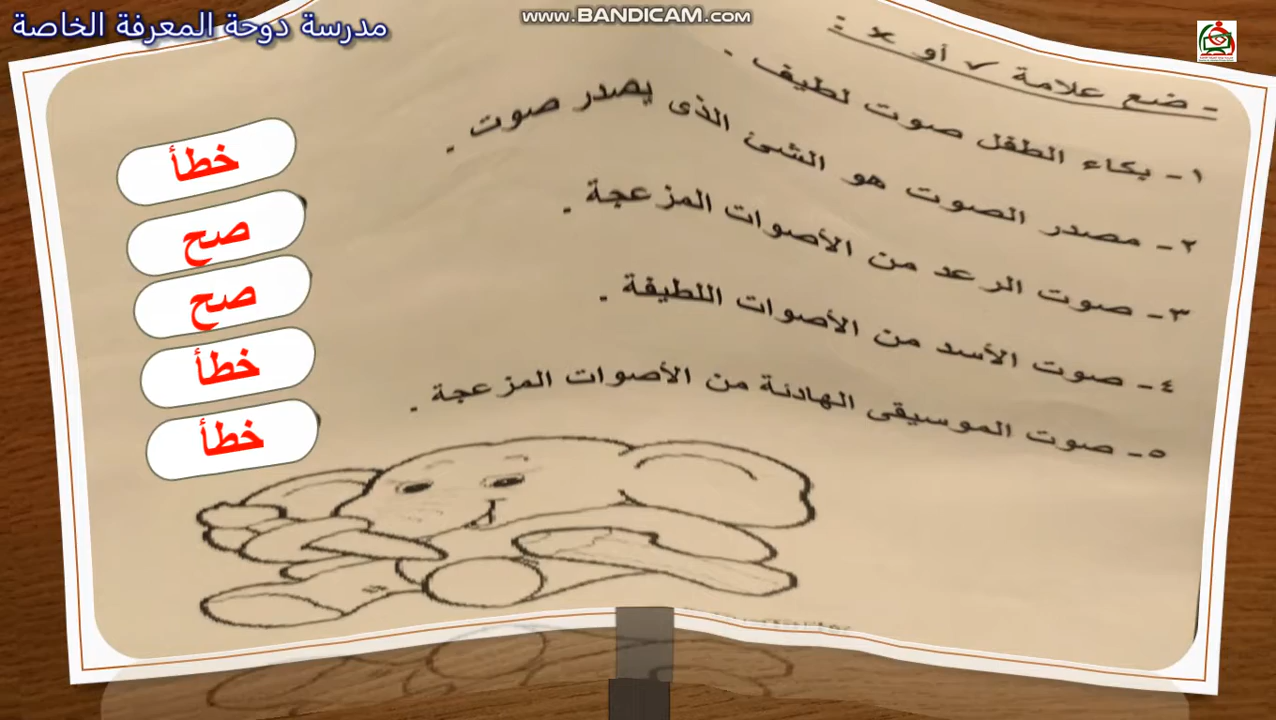 مدرسة دوحة المعرفة الخاصة
www.BANDICAM.com
- ضع علامة ✓ أو × :
١- بكاء الطفل صوت لطيف .
٢- مصدر الصوت هو الشئ الذى يصدر صوت .
٣- صوت الرعد من الأصوات المزعجة .
٤- صوت الأسد من الأصوات اللطيفة .
٥- صوت الموسيقى الهادئة من الأصوات المزعجة .
خطأ
صح
صح
خطأ
خطأ